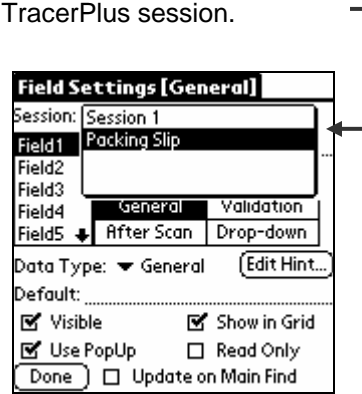 TracerPlus session.
Field Settings [General]
Session: Session 1
Packing Slip
Field1
Field2
Field3
Field4 General Validation
Field5 After Scan Drop-down
Data Type: General Edit Hint...
Default:
Visible Show in Grid
Use PopUp Read Only
Done Update on Main Find